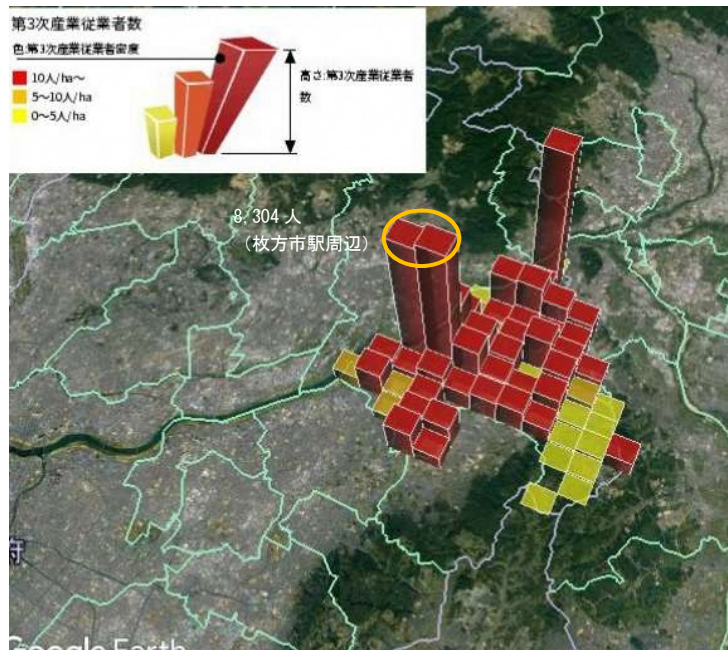 第3次産業従業者数
色:第3次産業従業者密度
10人/ha～
5～10人/ha
0～5人/ha
高さ:第3次産業従業者
数
8,304人
（枚方市駅周辺）
府
Google Earth